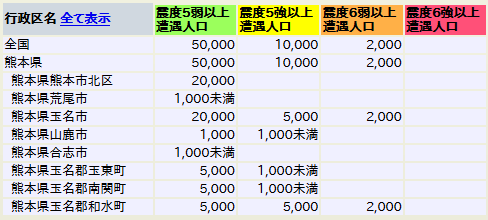 行政区名 全て表示 震度5弱以上 震度5強以上 震度6弱以上 震度6強以上
遭遇人口 遭遇人口 遭遇人口 遭遇人口
全国 50,000 10,000 2,000
熊本県 50,000 10,000 2,000
熊本県熊本市北区 20,000
熊本県荒尾市 1,000未満
熊本県玉名市 20,000 5,000 2,000
熊本県山鹿市 1,000 1,000未満
熊本県合志市 1,000未満
熊本県玉名郡玉東町 5,000 1,000未満
熊本県玉名郡南関町 5,000 1,000未満
熊本県玉名郡和水町 5,000 5,000 2,000